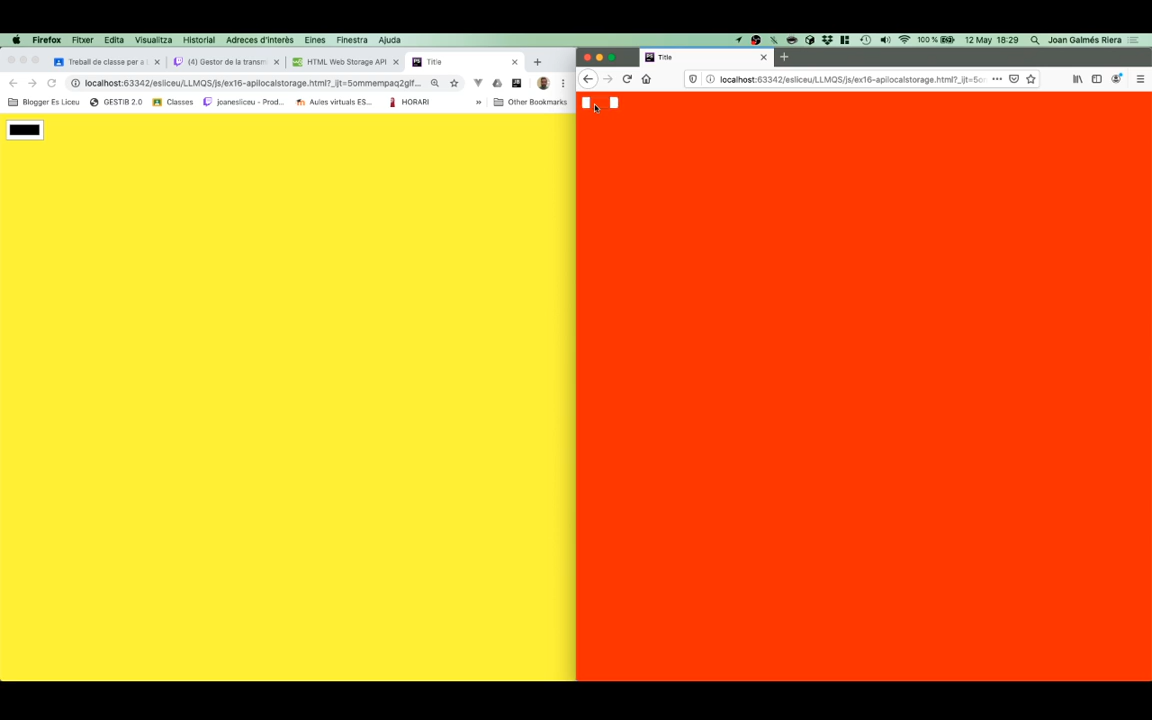 Firefox Fitxer Edita Visualitza Historial Adreces d'interès Eines Finestra Ajuda 100 % 12 May 18:29 Joan Galmés Riera
Treball de classe per a (4) Gestor de la transm HTML Web Storage API Title
localhost:63342/esliceu/LLMQS/js/ex16-apilocalstorage.html?_ijt=5ommempaq2glf...
Blogger Es Liceu GESTIB 2.0 Classes joanesliceu - Prod... Aules virtuals ES... HORARI » Other Bookmarks
Title
localhost:63342/esliceu/LLMQS/js/ex16-apilocalstorage.html?_ijt=5o